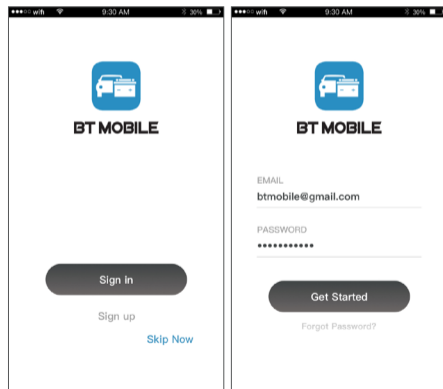 wifi 9:30 AM 30%
BT MOBILE
Sign In
Sign up
Skip Now
wifi 9:30 AM 30%
BT MOBILE
EMAIL
btmobile@gmail.com
PASSWORD
Get Started
Forgot Password?